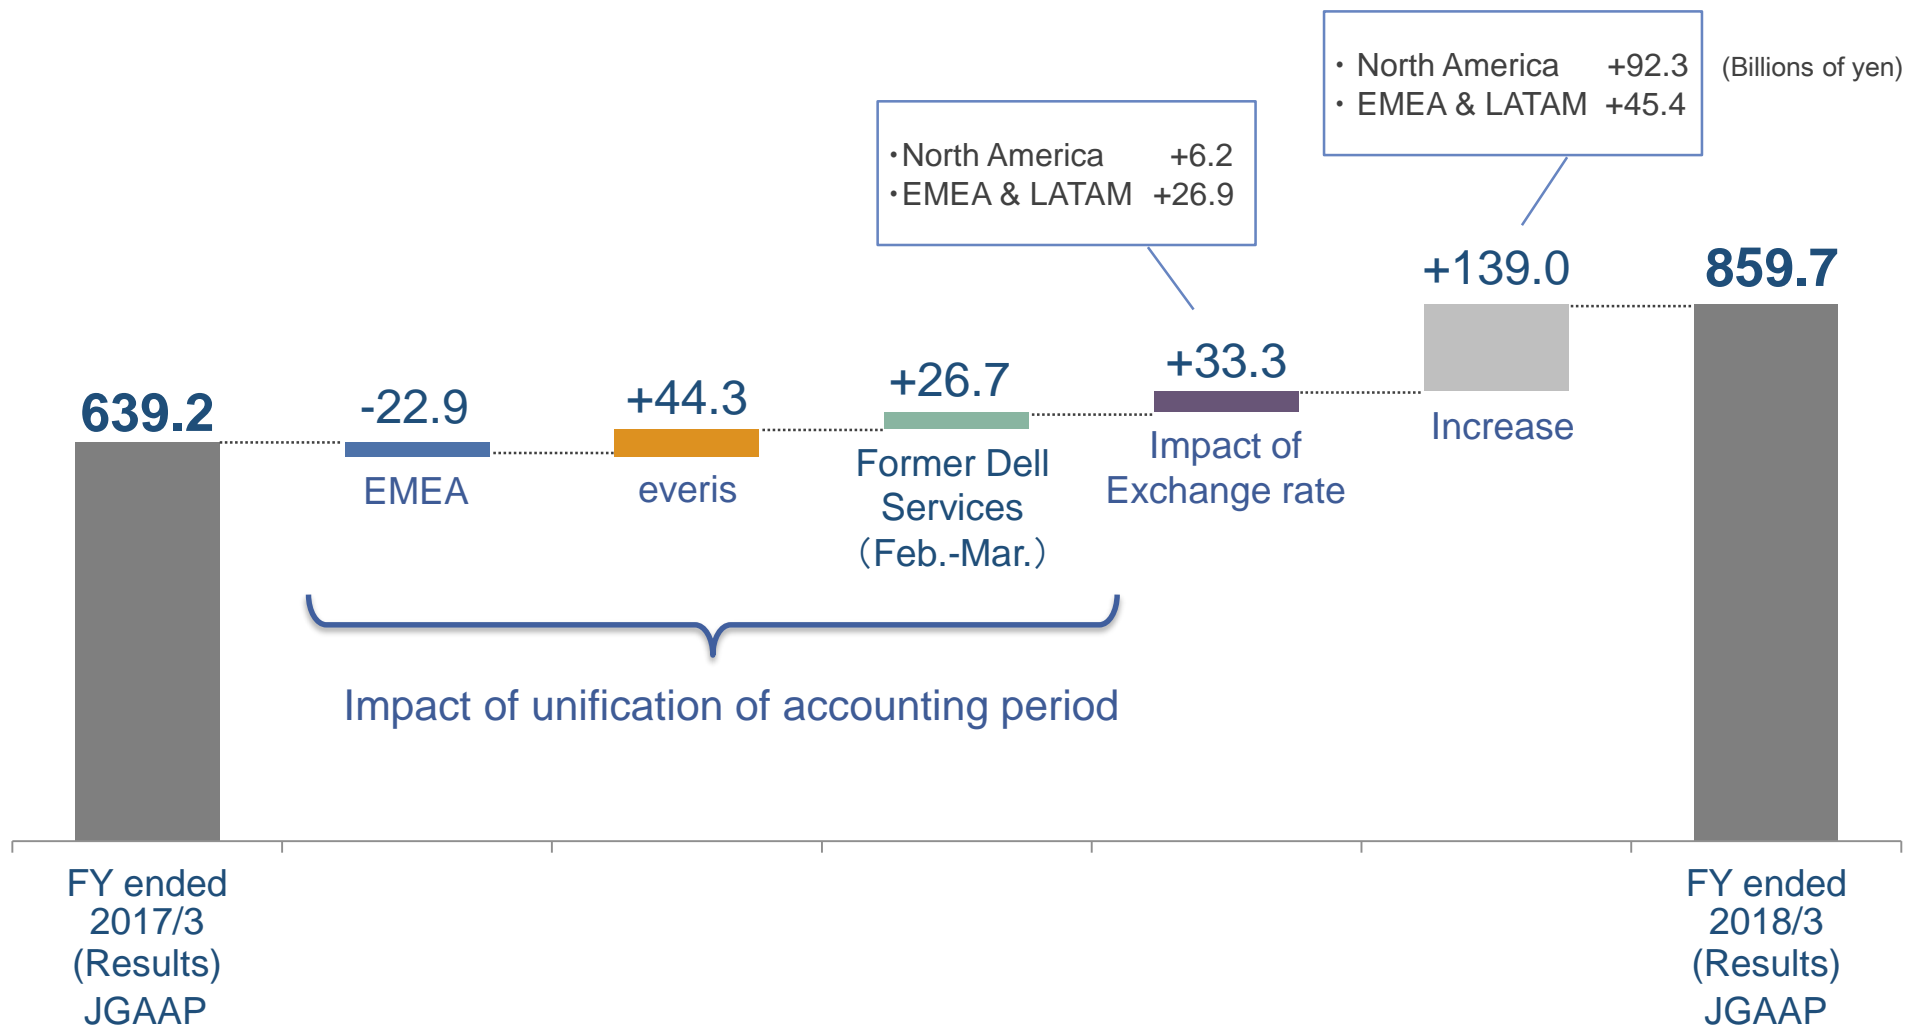 (Billions of yen)
・ North America +92.3
・ EMEA & LATAM +45.4
・North America +6.2
・EMEA & LATAM +26.9
639.2
-22.9
+44.3
+26.7
+33.3
+139.0
859.7
EMEA
everis
Former Dell
Services
（Feb.-Mar.）
Impact of
Exchange rate
Increase
Impact of unification of accounting period
FY ended
2017/3
(Results)
JGAAP
FY ended
2018/3
(Results)
JGAAP